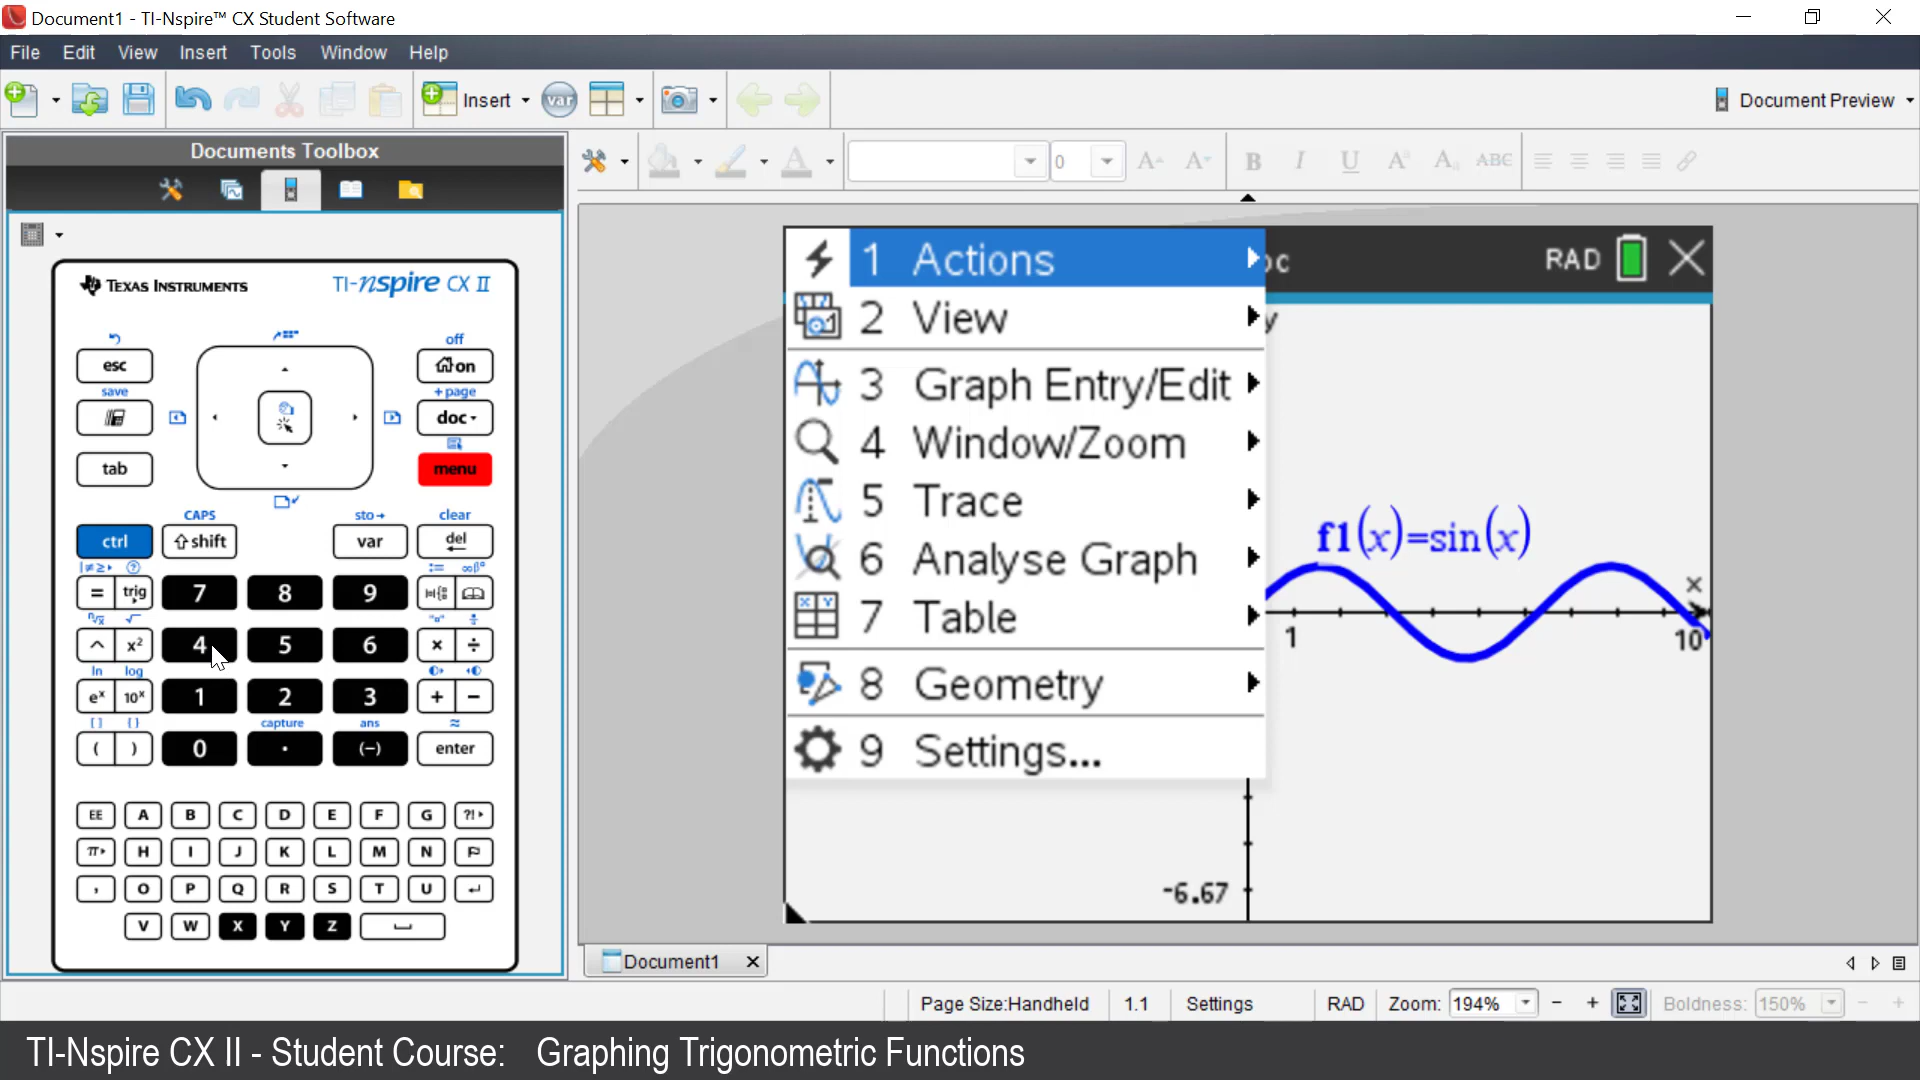 Document1 - TI-Nspire™ CX Student Software
File Edit View Insert Tools Window Help
Insert
var
Document Preview
Documents Toolbox
0
A A B I U A A ABC
TEXAS INSTRUMENTS
TI-nspire CX II
off
esc
on
save
+page
doc
tab
menu
CAPS
sto→
clear
ctrl
shift
var
del
= trig 7 8 9
^ x² 4 5 6 × ÷
ln log
eˣ 10ˣ 1 2 3 + −
[ ] { } capture ans ≈
( ) 0 . (−) enter
EE A B C D E F G ?!▸
π▸ H I J K L M N
, O P Q R S T U
V W X Y Z
1 Actions
2 View
3 Graph Entry/Edit
4 Window/Zoom
5 Trace
6 Analyse Graph
7 Table
8 Geometry
9 Settings...
RAD
y
f1(x)=sin(x)
x
1
10
-6.67
Document1
Page Size:Handheld 1.1 Settings RAD Zoom: 194% − + Boldness: 150% − +
TI-Nspire CX II - Student Course: Graphing Trigonometric Functions